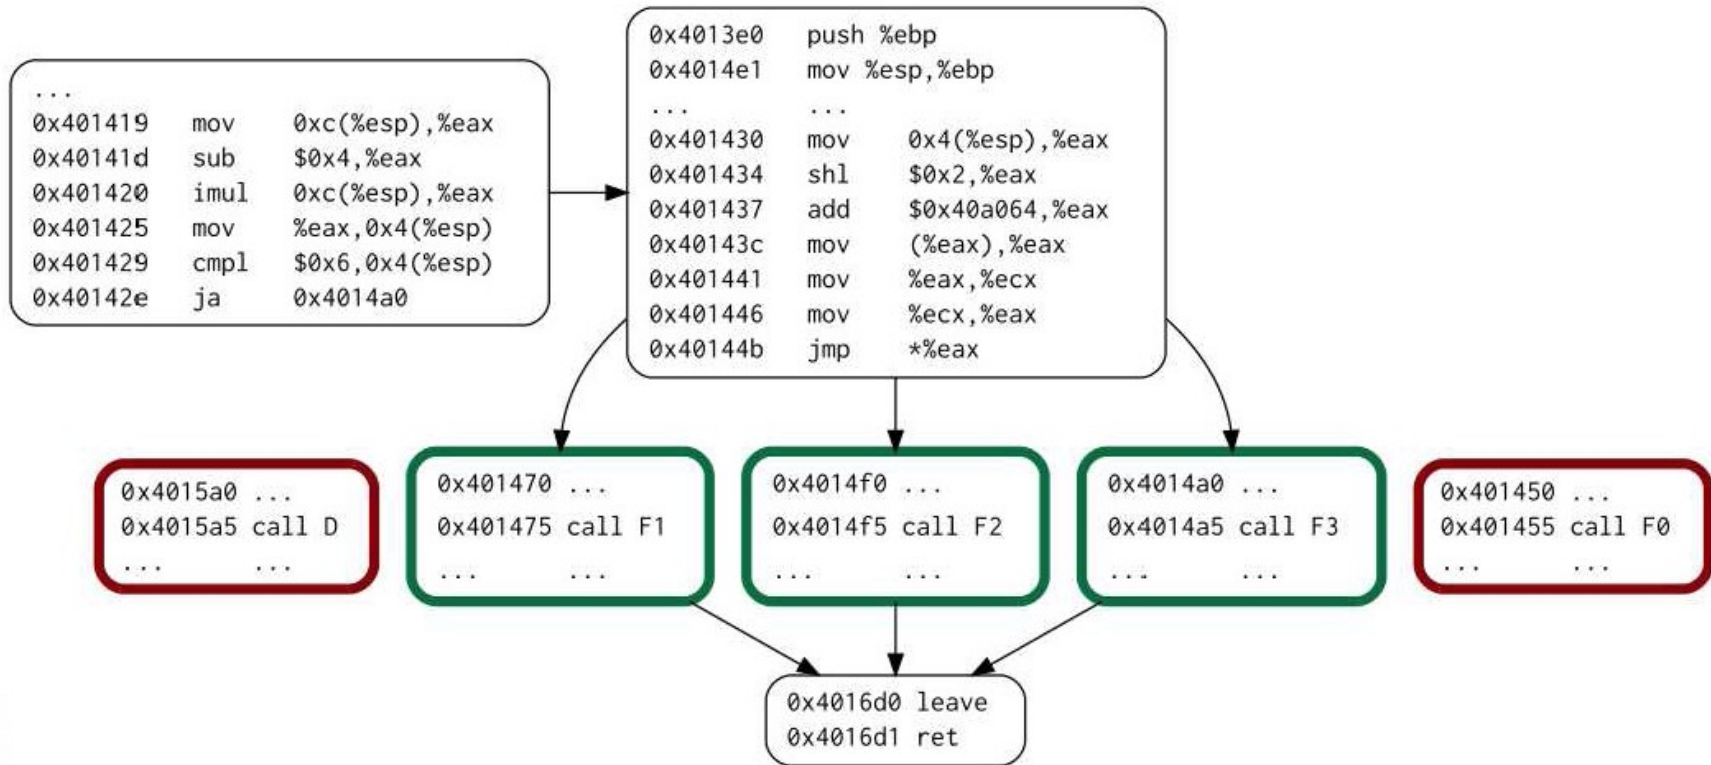 ...
0x401419 mov 0xc(%esp),%eax
0x40141d sub $0x4,%eax
0x401420 imul 0xc(%esp),%eax
0x401425 mov %eax,0x4(%esp)
0x401429 cmpl $0x6,0x4(%esp)
0x40142e ja 0x4014a0
0x4013e0 push %ebp
0x4014e1 mov %esp,%ebp
... ...
0x401430 mov 0x4(%esp),%eax
0x401434 shl $0x2,%eax
0x401437 add $0x40a064,%eax
0x40143c mov (%eax),%eax
0x401441 mov %eax,%ecx
0x401446 mov %ecx,%eax
0x40144b jmp *%eax
0x4015a0 ...
0x4015a5 call D
... ...
0x401470 ...
0x401475 call F1
... ...
0x4014f0 ...
0x4014f5 call F2
... ...
0x4014a0 ...
0x4014a5 call F3
... ...
0x401450 ...
0x401455 call F0
... ...
0x4016d0 leave
0x4016d1 ret